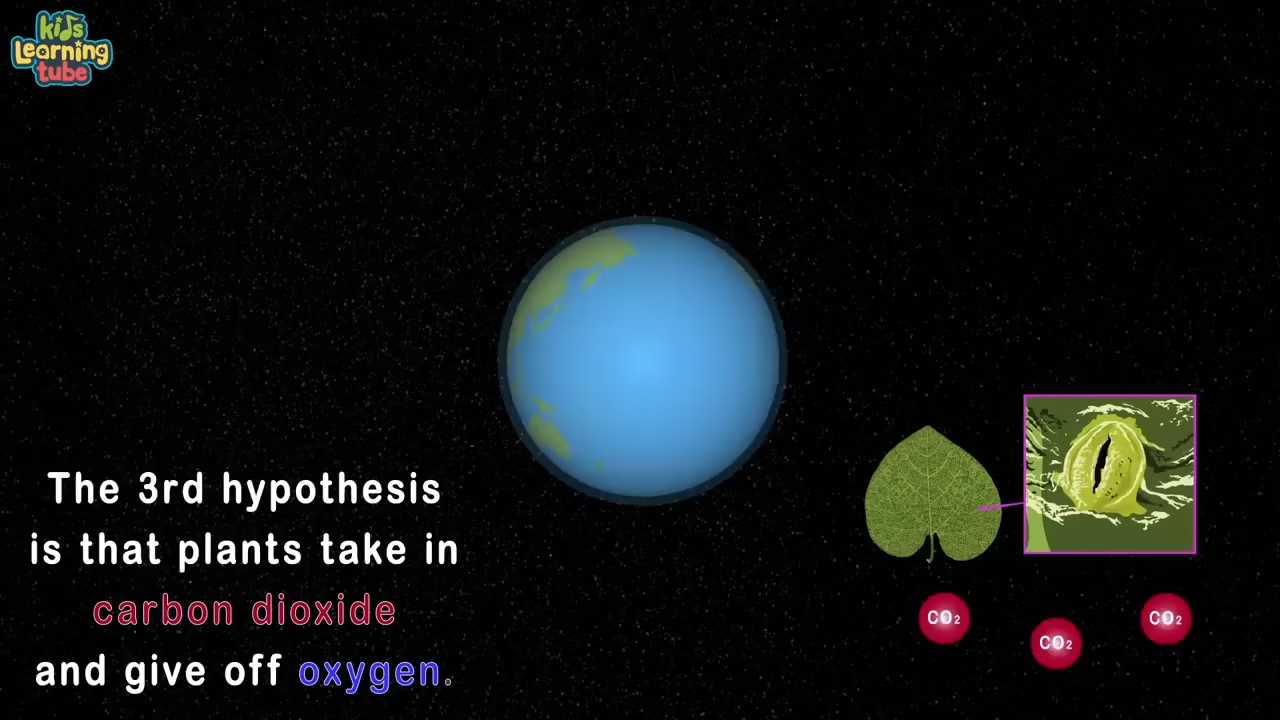 kids
Learning
tube
The 3rd hypothesis
is that plants take in
carbon dioxide
and give off oxygen.
CO₂
CO₂
CO₂